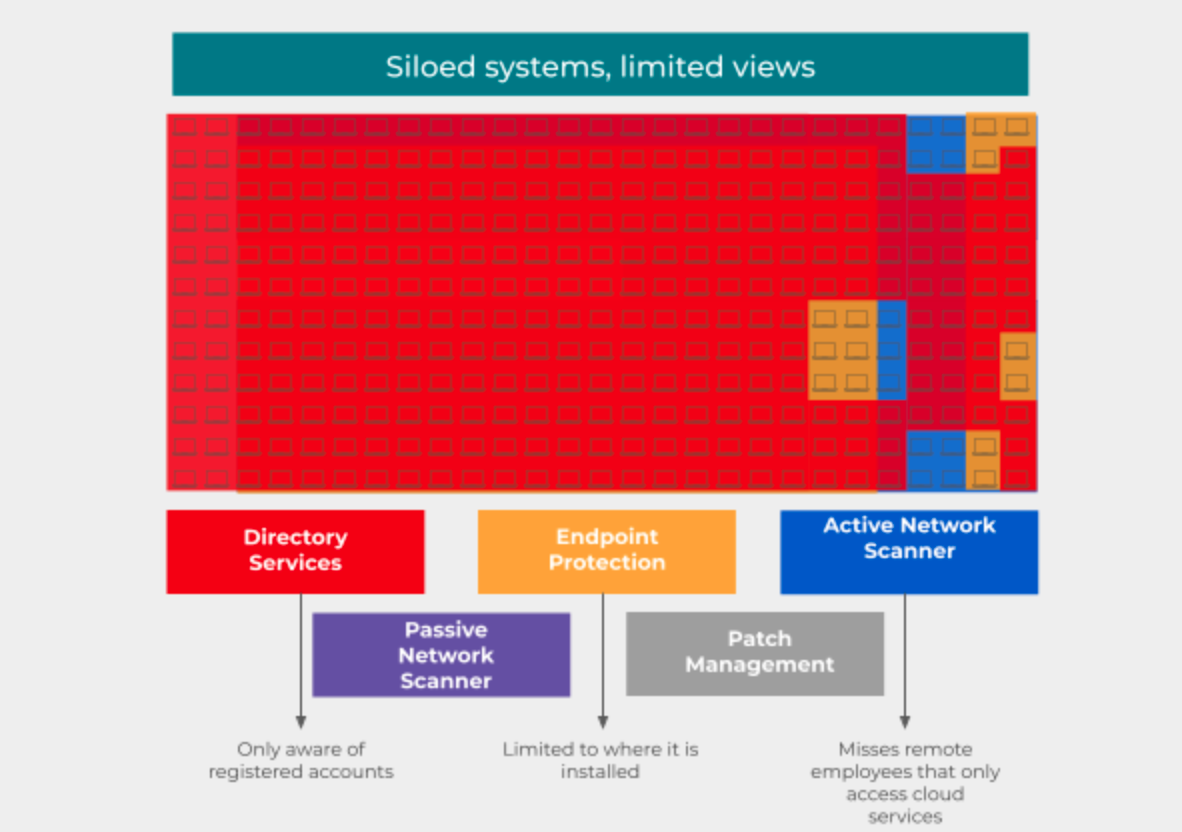 Siloed systems, limited views
Directory
Services
Endpoint
Protection
Active Network
Scanner
Passive
Network
Scanner
Patch
Management
Only aware of
registered accounts
Limited to where it is
installed
Misses remote
employees that only
access cloud
services